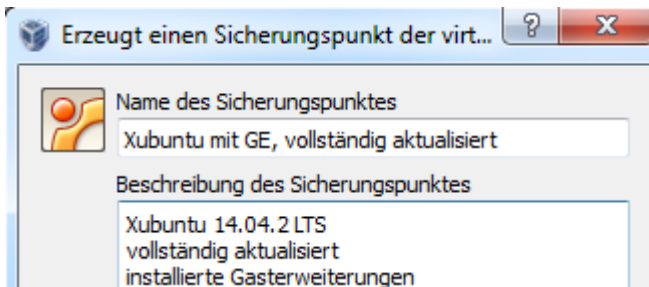 Erzeugt einen Sicherungspunkt der virt...
Name des Sicherungspunktes
Xubuntu mit GE, vollständig aktualisiert
Beschreibung des Sicherungspunktes
Xubuntu 14.04.2 LTS
vollständig aktualisiert
installierte Gasterweiterungen